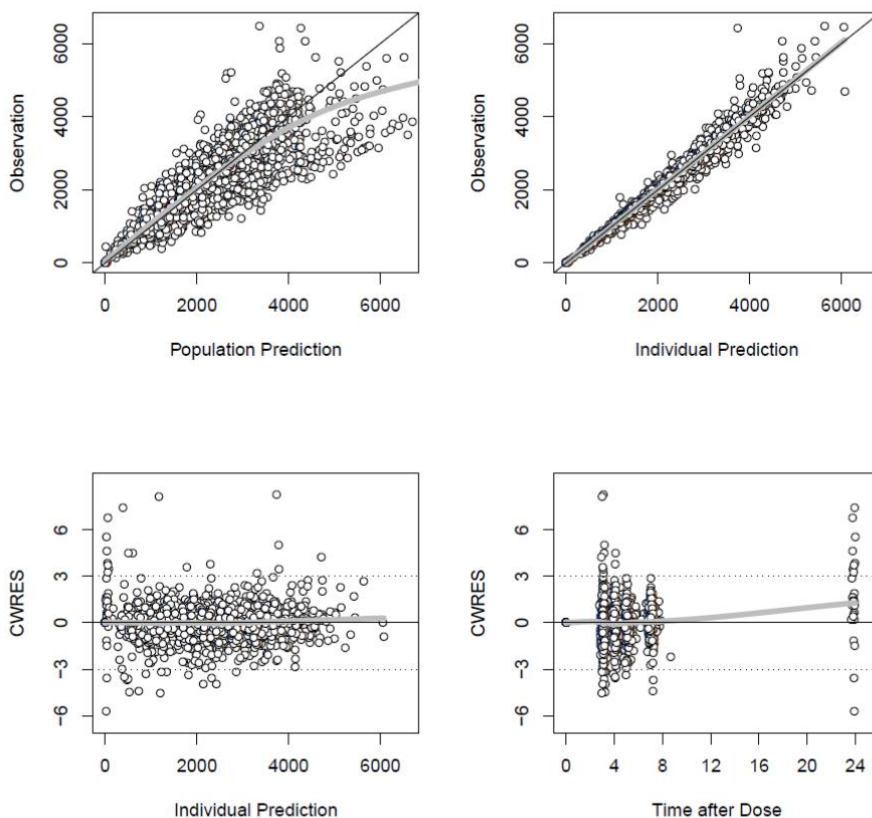 6000
4000
2000
0
Observation
0 2000 4000 6000
Population Prediction
6000
4000
2000
0
Observation
0 2000 4000 6000
Individual Prediction
6
3
0
−3
−6
CWRES
0 2000 4000 6000
Individual Prediction
6
3
0
−3
−6
CWRES
0 4 8 12 16 20 24
Time after Dose